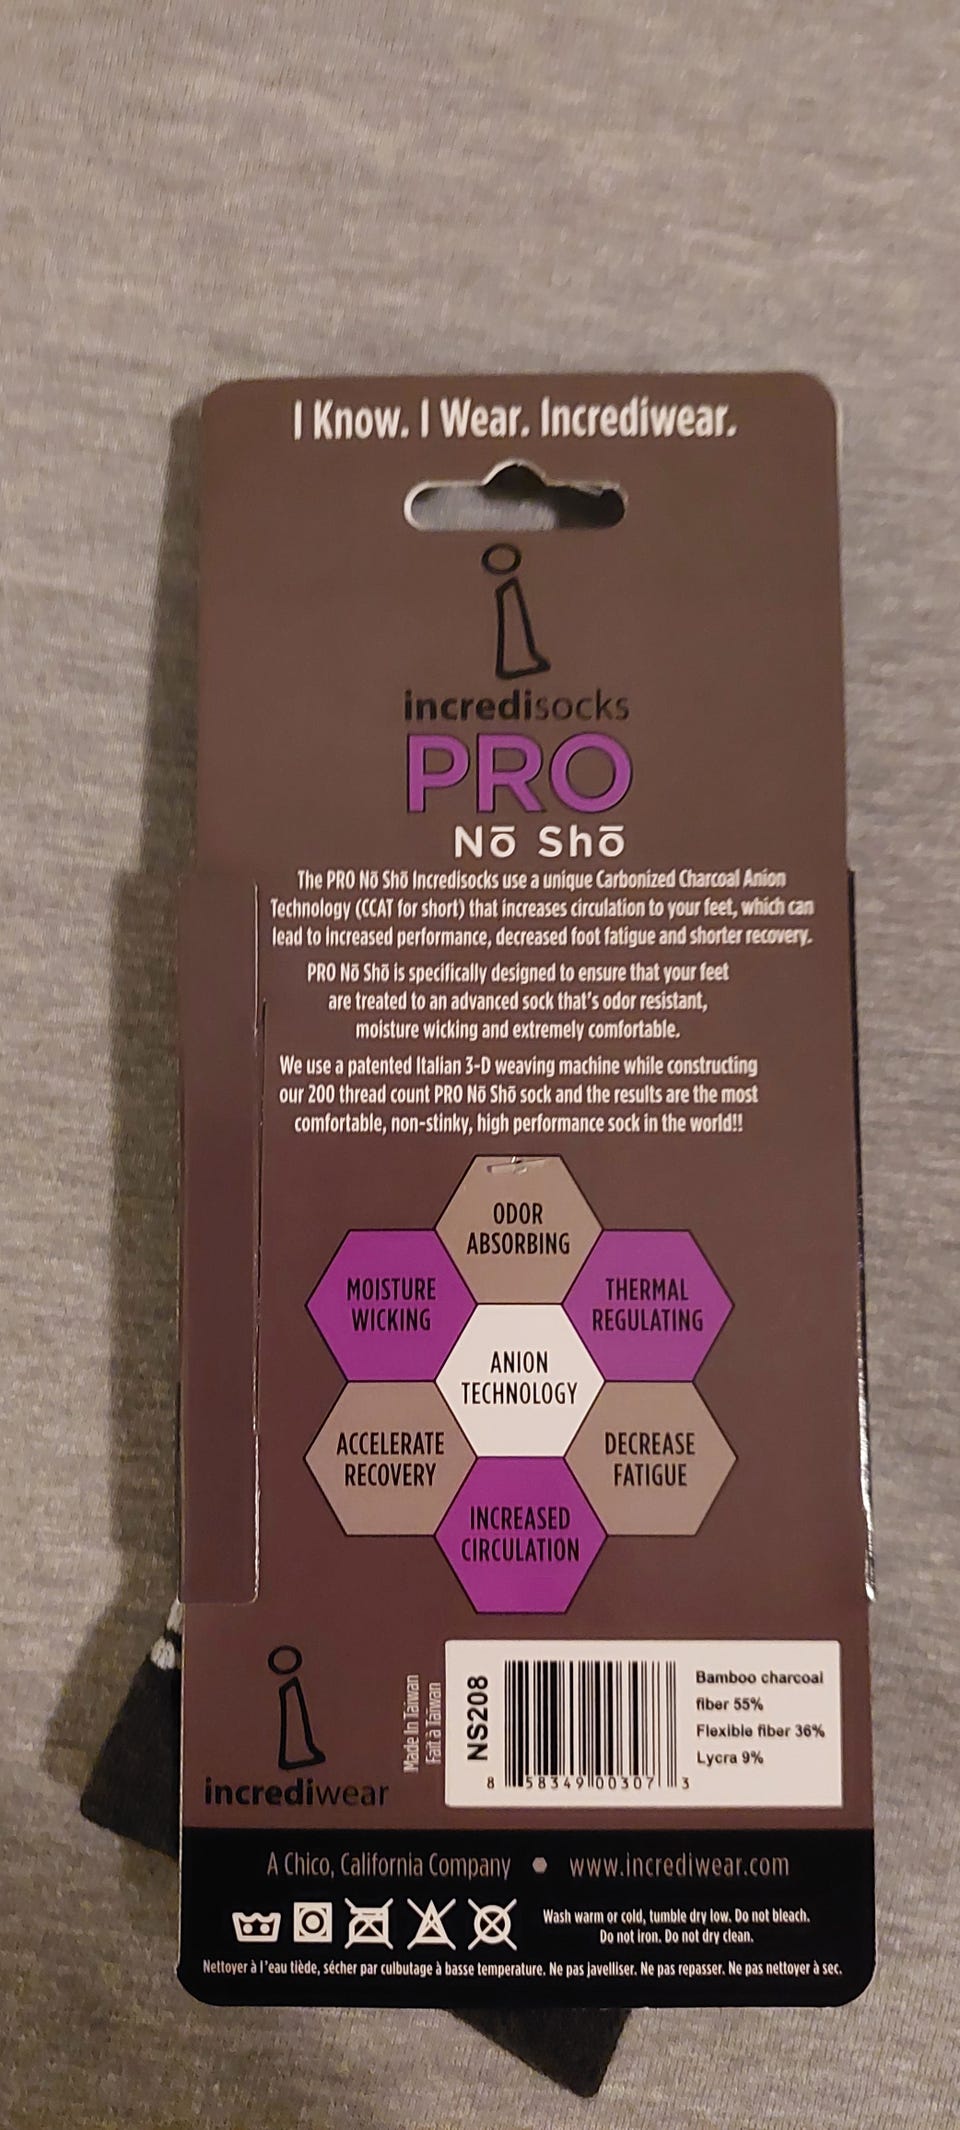 I Know. I Wear. Incrediwear.
incredisocks
PRO
Nō Shō
The PRO Nō Shō Incredisocks use a unique Carbonized Charcoal Anion
Technology (CCAT for short) that increases circulation to your feet, which can
lead to increased performance, decreased foot fatigue and shorter recovery.
PRO Nō Shō is specifically designed to ensure that your feet
are treated to an advanced sock that's odor resistant,
moisture wicking and extremely comfortable.
We use a patented Italian 3-D weaving machine while constructing
our 200 thread count PRO Nō Shō sock and the results are the most
comfortable, non-stinky, high performance sock in the world!!
ODOR
ABSORBING
MOISTURE
WICKING
THERMAL
REGULATING
ANION
TECHNOLOGY
ACCELERATE
RECOVERY
DECREASE
FATIGUE
INCREASED
CIRCULATION
incrediwear
Made In Taiwan
Fait à Taiwan
NS208
8 58349 00307 3
Bamboo charcoal
fiber 55%
Flexible fiber 36%
Lycra 9%
A Chico, California Company • www.incrediwear.com
Wash warm or cold, tumble dry low. Do not bleach.
Do not iron. Do not dry clean.
Nettoyer à l'eau tiède, sécher par culbutage à basse temperature. Ne pas javelliser. Ne pas repasser. Ne pas nettoyer à sec.